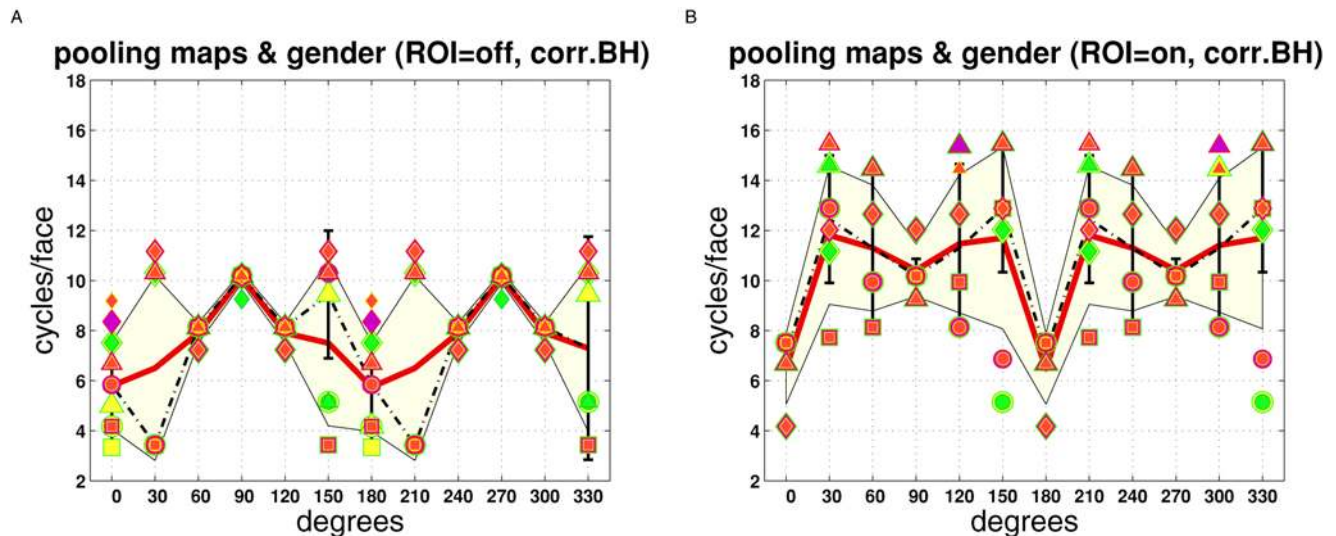 A
pooling maps & gender (ROI=off, corr.BH)
18
16
14
12
10
8
6
4
2
cycles/face
0 30 60 90 120 150 180 210 240 270 300 330
degrees
B
pooling maps & gender (ROI=on, corr.BH)
18
16
14
12
10
8
6
4
2
cycles/face
0 30 60 90 120 150 180 210 240 270 300 330
degrees